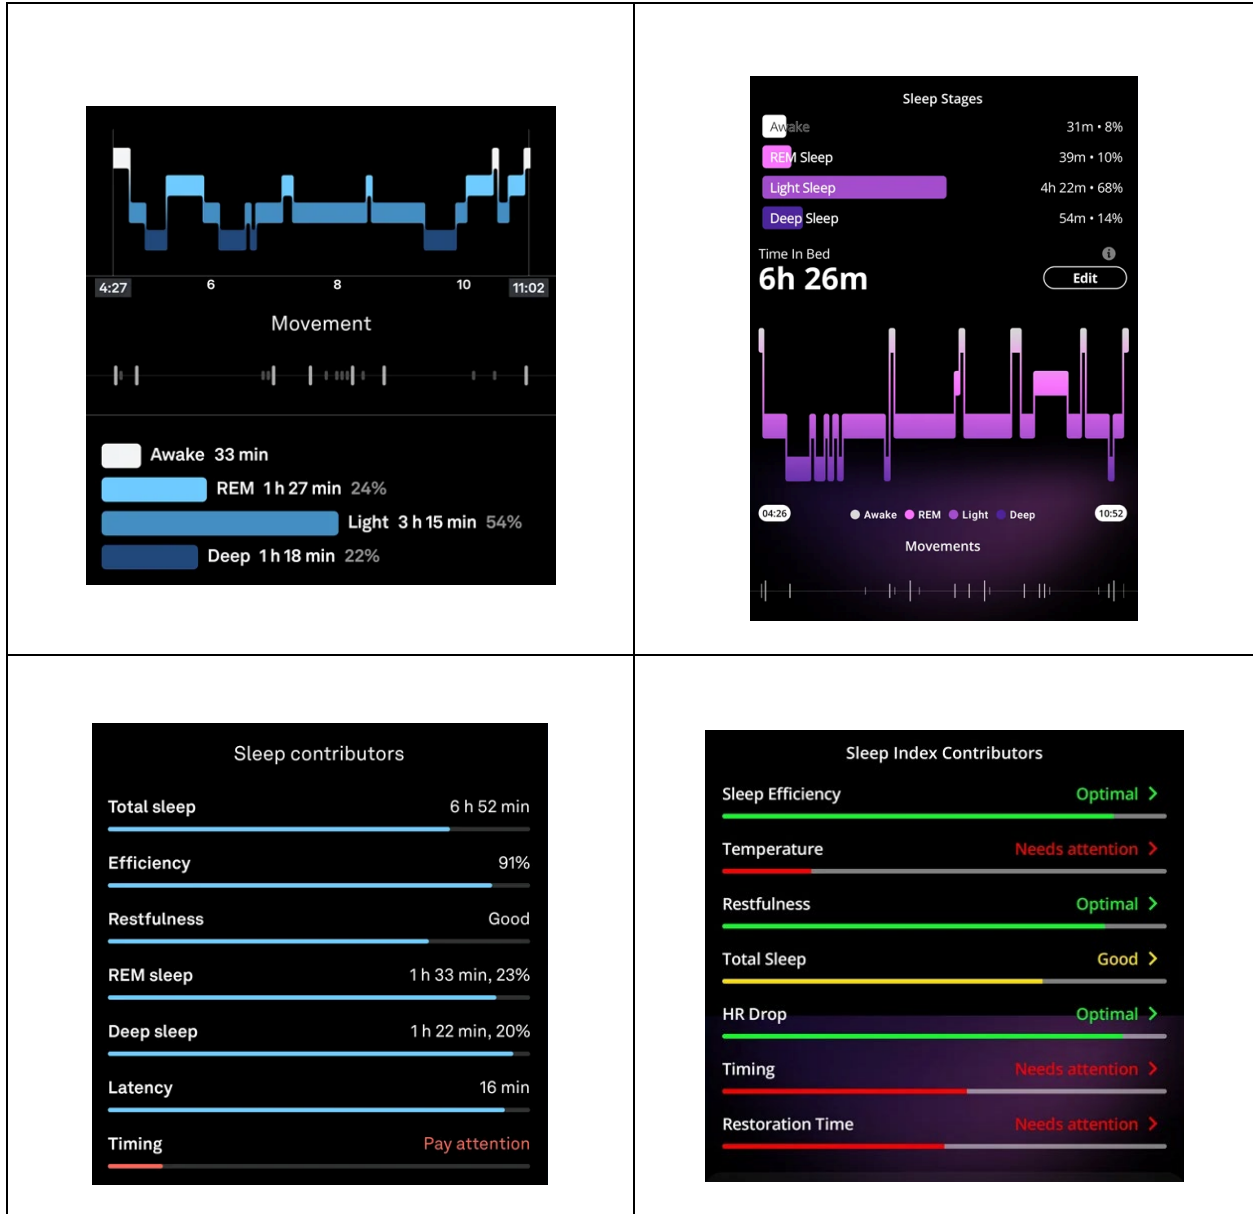 4:27 6 8 10 11:02
Movement
Awake 33 min
REM 1 h 27 min 24%
Light 3 h 15 min 54%
Deep 1 h 18 min 22%
Sleep Stages
Awake 31m • 8%
REM Sleep 39m • 10%
Light Sleep 4h 22m • 68%
Deep Sleep 54m • 14%
Time In Bed
6h 26m Edit
04:26 Awake REM Light Deep 10:52
Movements
Sleep contributors
Total sleep 6 h 52 min
Efficiency 91%
Restfulness Good
REM sleep 1 h 33 min, 23%
Deep sleep 1 h 22 min, 20%
Latency 16 min
Timing Pay attention
Sleep Index Contributors
Sleep Efficiency Optimal
Temperature Needs attention
Restfulness Optimal
Total Sleep Good
HR Drop Optimal
Timing Needs attention
Restoration Time Needs attention